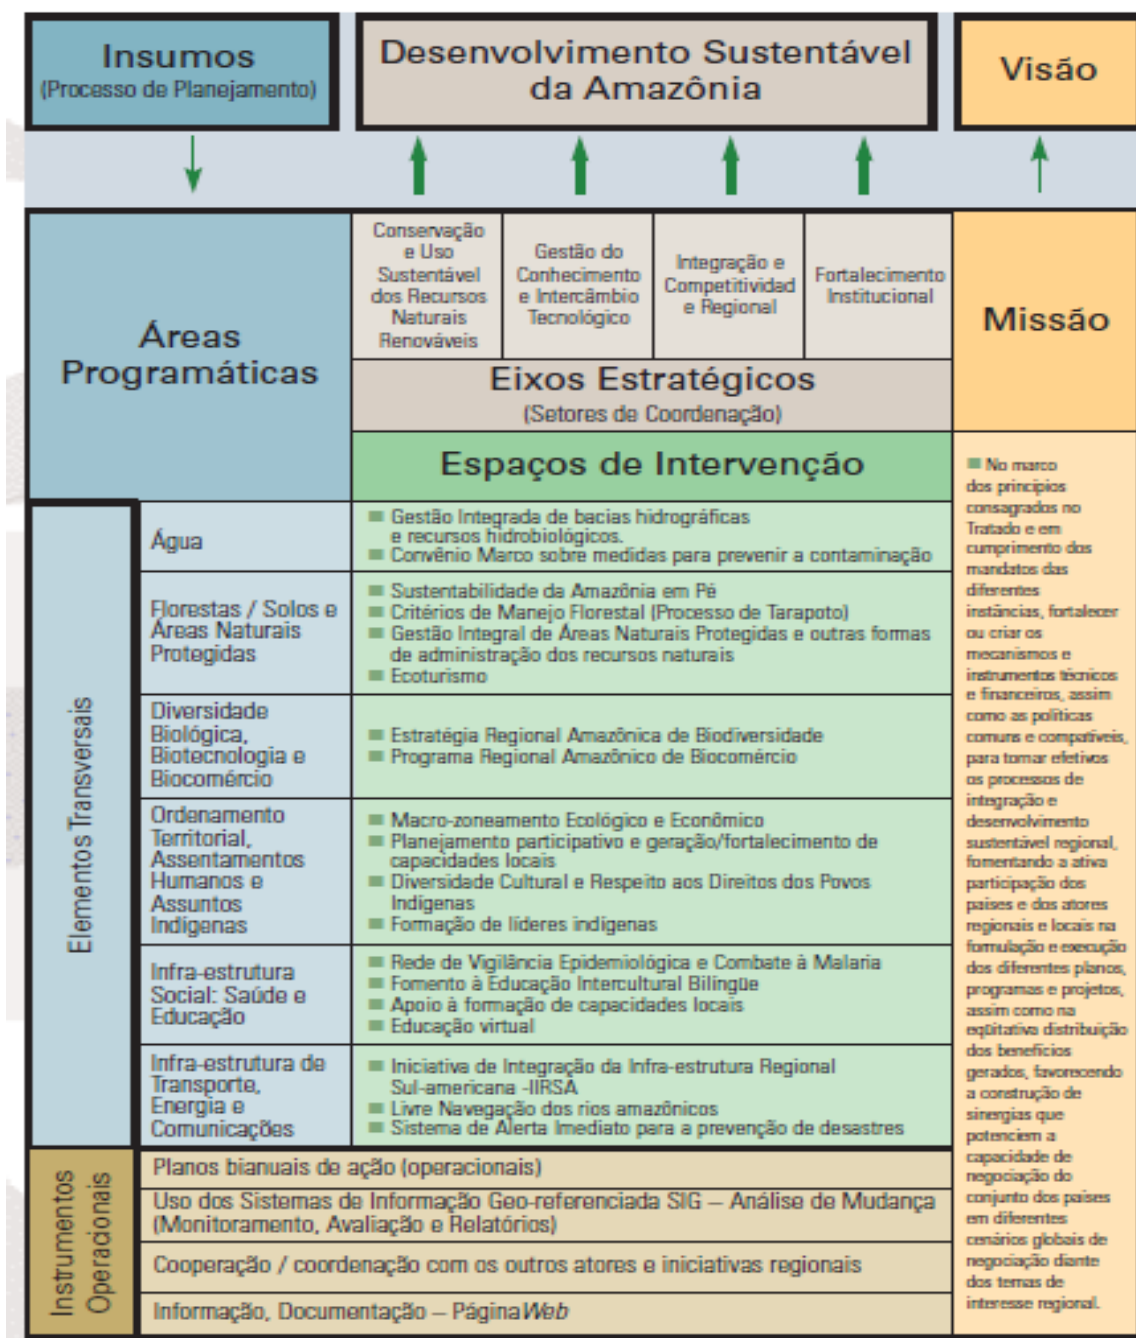 Insumos
(Processo de Planejamento)
Desenvolvimento Sustentável
da Amazônia
Visão
Áreas
Programáticas
Conservação
e Uso
Sustentável
dos Recursos
Naturais
Renováveis
Gestão do
Conhecimento
e Intercâmbio
Tecnológico
Integração e
Competitividad
e Regional
Fortalecimento
Institucional
Eixos Estratégicos
(Setores de Coordenação)
Espaços de Intervenção
Missão
Elementos Transversais
Água
Gestão Integrada de bacias hidrográficas
e recursos hidrobiológicos.
Convênio Marco sobre medidas para prevenir a contaminação
Florestas / Solos e
Áreas Naturais
Protegidas
Sustentabilidade da Amazônia em Pé
Critérios de Manejo Florestal (Processo de Tarapoto)
Gestão Integral de Áreas Naturais Protegidas e outras formas
de administração dos recursos naturais
Ecoturismo
Diversidade
Biológica,
Biotecnologia e
Biocomércio
Estratégia Regional Amazônica de Biodiversidade
Programa Regional Amazônico de Biocomércio
Ordenamento
Territorial,
Assentamentos
Humanos e
Assuntos
Indígenas
Macro-zoneamento Ecológico e Econômico
Planejamento participativo e geração/fortalecimento de
capacidades locais
Diversidade Cultural e Respeito aos Direitos dos Povos
Indígenas
Formação de líderes indígenas
Infra-estrutura
Social: Saúde e
Educação
Rede de Vigilância Epidemiológica e Combate à Malaria
Fomento à Educação Intercultural Bilíngüe
Apoio à formação de capacidades locais
Educação virtual
Infra-estrutura de
Transporte,
Energia e
Comunicações
Iniciativa de Integração da Infra-estrutura Regional
Sul-americana -IIRSA
Livre Navegação dos rios amazônicos
Sistema de Alerta Imediato para a prevenção de desastres
Instrumentos
Operacionais
Planos bianuais de ação (operacionais)
Uso dos Sistemas de Informação Geo-referenciada SIG – Análise de Mudança
(Monitoramento, Avaliação e Relatórios)
Cooperação / coordenação com os outros atores e iniciativas regionais
Informação, Documentação – Página Web
No marco
dos princípios
consagrados no
Tratado e em
cumprimento dos
mandatos das
diferentes
instâncias, fortalecer
ou criar os
mecanismos e
instrumentos técnicos
e financeiros, assim
como as políticas
comuns e compatíveis,
para tornar efetivos
os processos de
integração e
desenvolvimento
sustentável regional,
fomentando a ativa
participação dos
países e dos atores
regionais e locais na
formulação e execução
dos diferentes planos,
programas e projetos,
assim como na
eqüitativa distribuição
dos benefícios
gerados, favorecendo
a construção de
sinergias que
potenciem a
capacidade de
negociação do
conjunto dos países
em diferentes
cenários globais de
negociação diante
dos temas de
interesse regional.